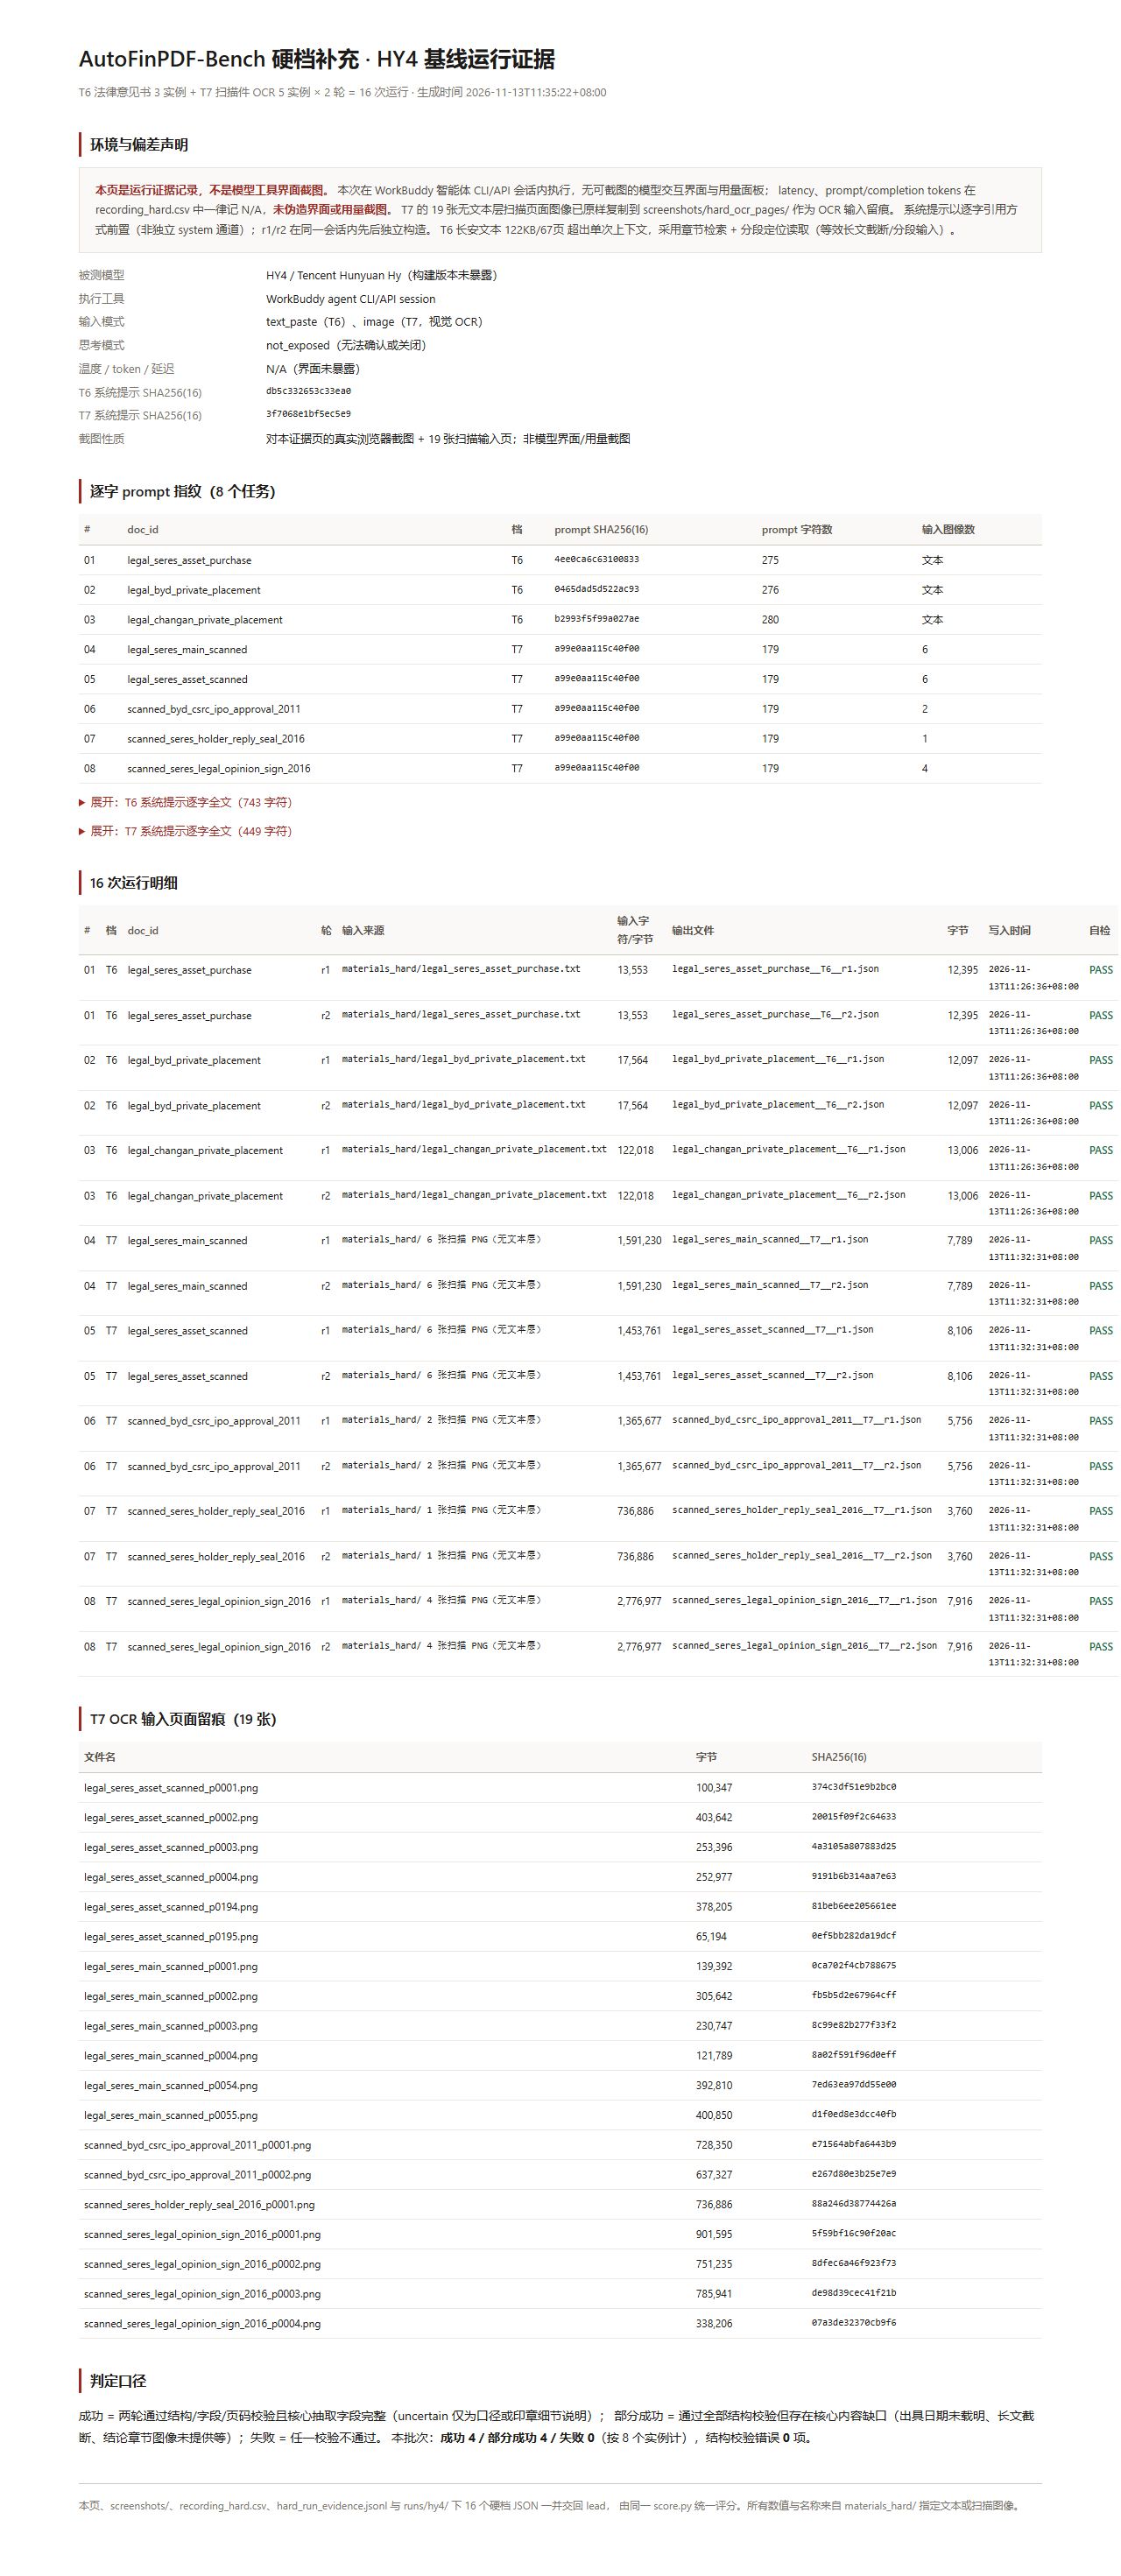 AutoFinPDF-Bench 硬档补充 · HY4 基线运行证据
T6 法律意见书 3 实例 + T7 扫描件 OCR 5 实例 × 2 轮 = 16 次运行 · 生成时间 2026-11-13T11:35:22+08:00
环境与偏差声明
本页是运行证据记录，不是模型工具界面截图。 本次在 WorkBuddy 智能体 CLI/API 会话内执行，无可截图的模型交互界面与用量面板； latency、prompt/completion tokens 在
recording_hard.csv 中一律记 N/A，未伪造界面或用量截图。 T7 的 19 张无文本层扫描页面图像已原样复制到 screenshots/hard_ocr_pages/ 作为 OCR 输入留痕。 系统提示以逐字引用方
式前置（非独立 system 通道）；r1/r2 在同一会话内先后独立构造。 T6 长安文本 122KB/67页 超出单次上下文，采用章节检索 + 分段定位读取（等效长文截断/分段输入）。
被测模型 HY4 / Tencent Hunyuan Hy（构建版本未暴露）
执行工具 WorkBuddy agent CLI/API session
输入模式 text_paste（T6）、image（T7，视觉 OCR）
思考模式 not_exposed（无法确认或关闭）
温度 / token / 延迟 N/A（界面未暴露）
T6 系统提示 SHA256(16) db5c332653c33ea0
T7 系统提示 SHA256(16) 3f7068e1bf5ec5e9
截图性质 对本证据页的真实浏览器截图 + 19 张扫描输入页；非模型界面/用量截图
逐字 prompt 指纹（8 个任务）
# doc_id 档 prompt SHA256(16) prompt 字符数 输入图像数
01 legal_seres_asset_purchase T6 4ee0ca6c63100833 275 文本
02 legal_byd_private_placement T6 0465dad5d522ac93 276 文本
03 legal_changan_private_placement T6 b2993f5f99a027ae 280 文本
04 legal_seres_main_scanned T7 a99e0aa115c40f00 179 6
05 legal_seres_asset_scanned T7 a99e0aa115c40f00 179 6
06 scanned_byd_csrc_ipo_approval_2011 T7 a99e0aa115c40f00 179 2
07 scanned_seres_holder_reply_seal_2016 T7 a99e0aa115c40f00 179 1
08 scanned_seres_legal_opinion_sign_2016 T7 a99e0aa115c40f00 179 4
▶ 展开：T6 系统提示逐字全文（743 字符）
▶ 展开：T7 系统提示逐字全文（449 字符）
16 次运行明细
# 档 doc_id 轮 输入来源 输入字符/字节 输出文件 字节 写入时间 自检
01 T6 legal_seres_asset_purchase r1 materials_hard/legal_seres_asset_purchase.txt 13,553 legal_seres_asset_purchase__T6__r1.json 12,395 2026-11-13T11:26:36+08:00 PASS
01 T6 legal_seres_asset_purchase r2 materials_hard/legal_seres_asset_purchase.txt 13,553 legal_seres_asset_purchase__T6__r2.json 12,395 2026-11-13T11:26:36+08:00 PASS
02 T6 legal_byd_private_placement r1 materials_hard/legal_byd_private_placement.txt 17,564 legal_byd_private_placement__T6__r1.json 12,097 2026-11-13T11:26:36+08:00 PASS
02 T6 legal_byd_private_placement r2 materials_hard/legal_byd_private_placement.txt 17,564 legal_byd_private_placement__T6__r2.json 12,097 2026-11-13T11:26:36+08:00 PASS
03 T6 legal_changan_private_placement r1 materials_hard/legal_changan_private_placement.txt 122,018 legal_changan_private_placement__T6__r1.json 13,006 2026-11-13T11:26:36+08:00 PASS
03 T6 legal_changan_private_placement r2 materials_hard/legal_changan_private_placement.txt 122,018 legal_changan_private_placement__T6__r2.json 13,006 2026-11-13T11:26:36+08:00 PASS
04 T7 legal_seres_main_scanned r1 materials_hard/ 6 张扫描 PNG（无文本层） 1,591,230 legal_seres_main_scanned__T7__r1.json 7,789 2026-11-13T11:32:31+08:00 PASS
04 T7 legal_seres_main_scanned r2 materials_hard/ 6 张扫描 PNG（无文本层） 1,591,230 legal_seres_main_scanned__T7__r2.json 7,789 2026-11-13T11:32:31+08:00 PASS
05 T7 legal_seres_asset_scanned r1 materials_hard/ 6 张扫描 PNG（无文本层） 1,453,761 legal_seres_asset_scanned__T7__r1.json 8,106 2026-11-13T11:32:31+08:00 PASS
05 T7 legal_seres_asset_scanned r2 materials_hard/ 6 张扫描 PNG（无文本层） 1,453,761 legal_seres_asset_scanned__T7__r2.json 8,106 2026-11-13T11:32:31+08:00 PASS
06 T7 scanned_byd_csrc_ipo_approval_2011 r1 materials_hard/ 2 张扫描 PNG（无文本层） 1,365,677 scanned_byd_csrc_ipo_approval_2011__T7__r1.json 5,756 2026-11-13T11:32:31+08:00 PASS
06 T7 scanned_byd_csrc_ipo_approval_2011 r2 materials_hard/ 2 张扫描 PNG（无文本层） 1,365,677 scanned_byd_csrc_ipo_approval_2011__T7__r2.json 5,756 2026-11-13T11:32:31+08:00 PASS
07 T7 scanned_seres_holder_reply_seal_2016 r1 materials_hard/ 1 张扫描 PNG（无文本层） 736,886 scanned_seres_holder_reply_seal_2016__T7__r1.json 3,760 2026-11-13T11:32:31+08:00 PASS
07 T7 scanned_seres_holder_reply_seal_2016 r2 materials_hard/ 1 张扫描 PNG（无文本层） 736,886 scanned_seres_holder_reply_seal_2016__T7__r2.json 3,760 2026-11-13T11:32:31+08:00 PASS
08 T7 scanned_seres_legal_opinion_sign_2016 r1 materials_hard/ 4 张扫描 PNG（无文本层） 2,776,977 scanned_seres_legal_opinion_sign_2016__T7__r1.json 7,916 2026-11-13T11:32:31+08:00 PASS
08 T7 scanned_seres_legal_opinion_sign_2016 r2 materials_hard/ 4 张扫描 PNG（无文本层） 2,776,977 scanned_seres_legal_opinion_sign_2016__T7__r2.json 7,916 2026-11-13T11:32:31+08:00 PASS
T7 OCR 输入页面留痕（19 张）
文件名 字节 SHA256(16)
legal_seres_asset_scanned_p0001.png 100,347 374c3df51e9b2bc0
legal_seres_asset_scanned_p0002.png 403,642 20015f09f2c64633
legal_seres_asset_scanned_p0003.png 253,396 4a3105a807883d25
legal_seres_asset_scanned_p0004.png 252,977 9191b6b314aa7e63
legal_seres_asset_scanned_p0194.png 378,205 81beb6ee205661ee
legal_seres_asset_scanned_p0195.png 65,194 0ef5bb282da19dcf
legal_seres_main_scanned_p0001.png 139,392 0ca702f4cb788675
legal_seres_main_scanned_p0002.png 305,642 fb5b5d2e67964cff
legal_seres_main_scanned_p0003.png 230,747 8c99e82b277f33f2
legal_seres_main_scanned_p0004.png 121,789 8a02f591f96d0eff
legal_seres_main_scanned_p0054.png 392,810 7ed63ea97dd55e00
legal_seres_main_scanned_p0055.png 400,850 d1f0ed8e3dcc40fb
scanned_byd_csrc_ipo_approval_2011_p0001.png 728,350 e71564abfa6443b9
scanned_byd_csrc_ipo_approval_2011_p0002.png 637,327 e267d80e3b25e7e9
scanned_seres_holder_reply_seal_2016_p0001.png 736,886 88a246d38774426a
scanned_seres_legal_opinion_sign_2016_p0001.png 901,595 5f59bf16c90f20ac
scanned_seres_legal_opinion_sign_2016_p0002.png 751,235 8dfec6a46f923f73
scanned_seres_legal_opinion_sign_2016_p0003.png 785,941 de98d39cec41f21b
scanned_seres_legal_opinion_sign_2016_p0004.png 338,206 07a3de32370cb9f6
判定口径
成功 = 两轮通过结构/字段/页码校验且核心抽取字段完整（uncertain 仅为口径或印章细节说明）； 部分成功 = 通过全部结构校验但存在核心内容缺口（出具日期未载明、长文截
断、结论章节图像未提供等）；失败 = 任一校验不通过。 本批次：成功 4 / 部分成功 4 / 失败 0（按 8 个实例计），结构校验错误 0 项。
本页、screenshots/、recording_hard.csv、hard_run_evidence.jsonl 与 runs/hy4/ 下 16 个硬档 JSON 一并交回 lead， 由同一 score.py 统一评分。所有数值与名称来自 materials_hard/ 指定文本或扫描图像。